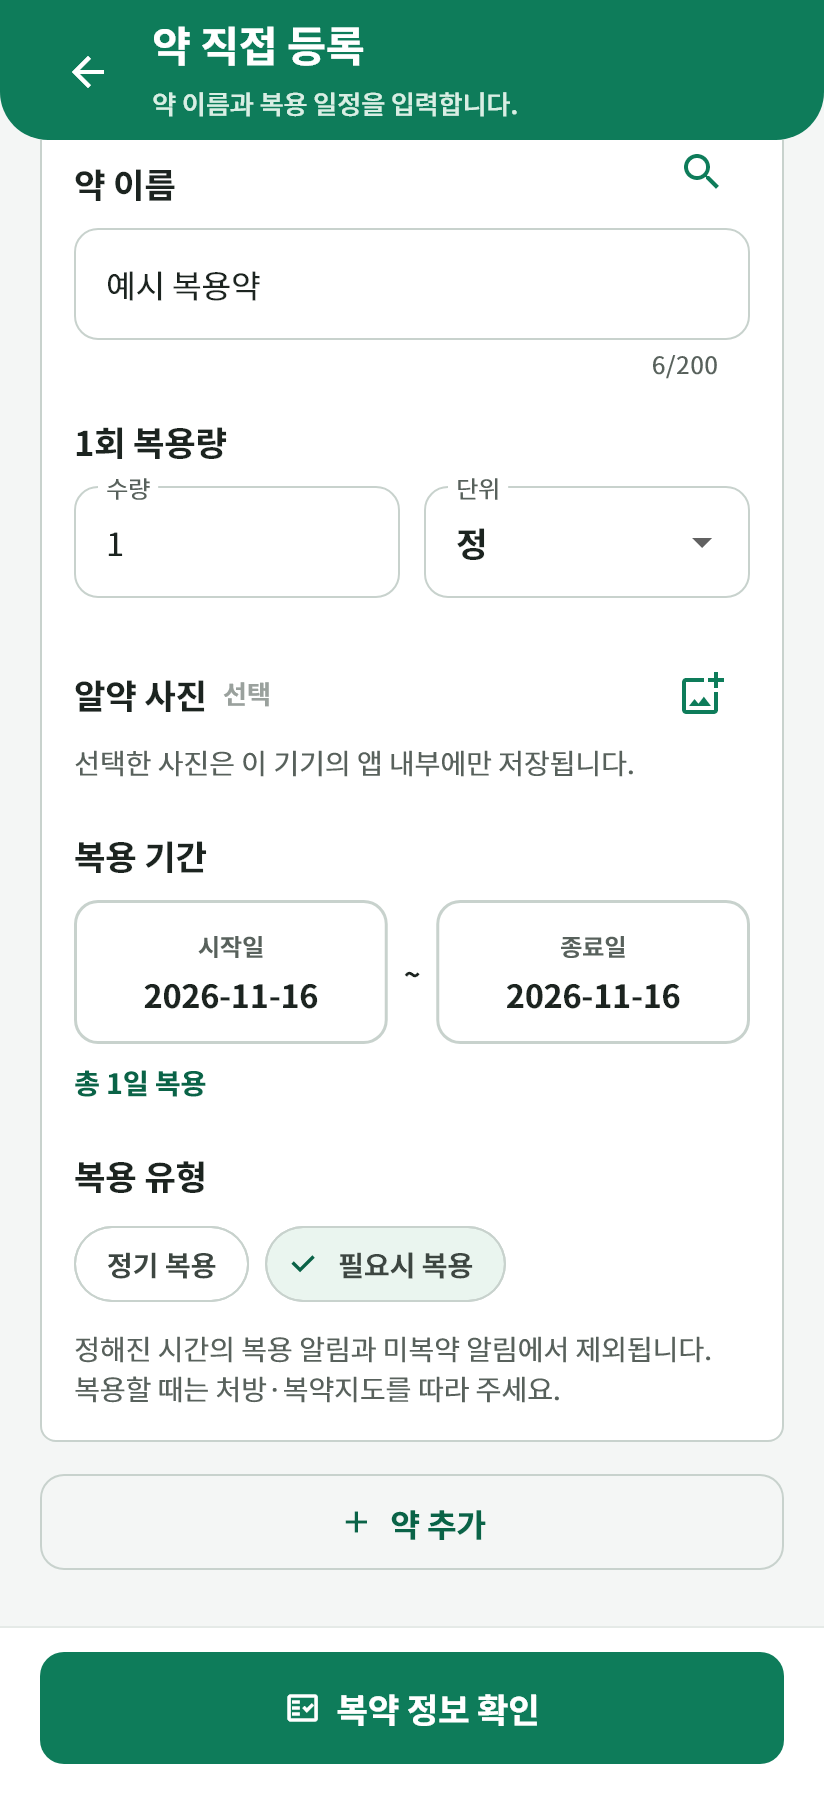 약 직접 등록
약 이름과 복용 일정을 입력합니다.
약 이름
예시 복용약
6/200
1회 복용량
수량
1
단위
정
알약 사진 선택
선택한 사진은 이 기기의 앱 내부에만 저장됩니다.
복용 기간
시작일
2026-11-16
~
종료일
2026-11-16
총 1일 복용
복용 유형
정기 복용
필요시 복용
정해진 시간의 복용 알림과 미복약 알림에서 제외됩니다.
복용할 때는 처방·복약지도를 따라 주세요.
+ 약 추가
복약 정보 확인